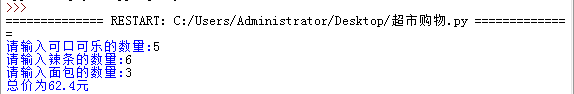 >>>
============== RESTART: C:/Users/Administrator/Desktop/超市购物.py =============
=
请输入可口可乐的数量:5
请输入辣条的数量:6
请输入面包的数量:3
总价为62.4元